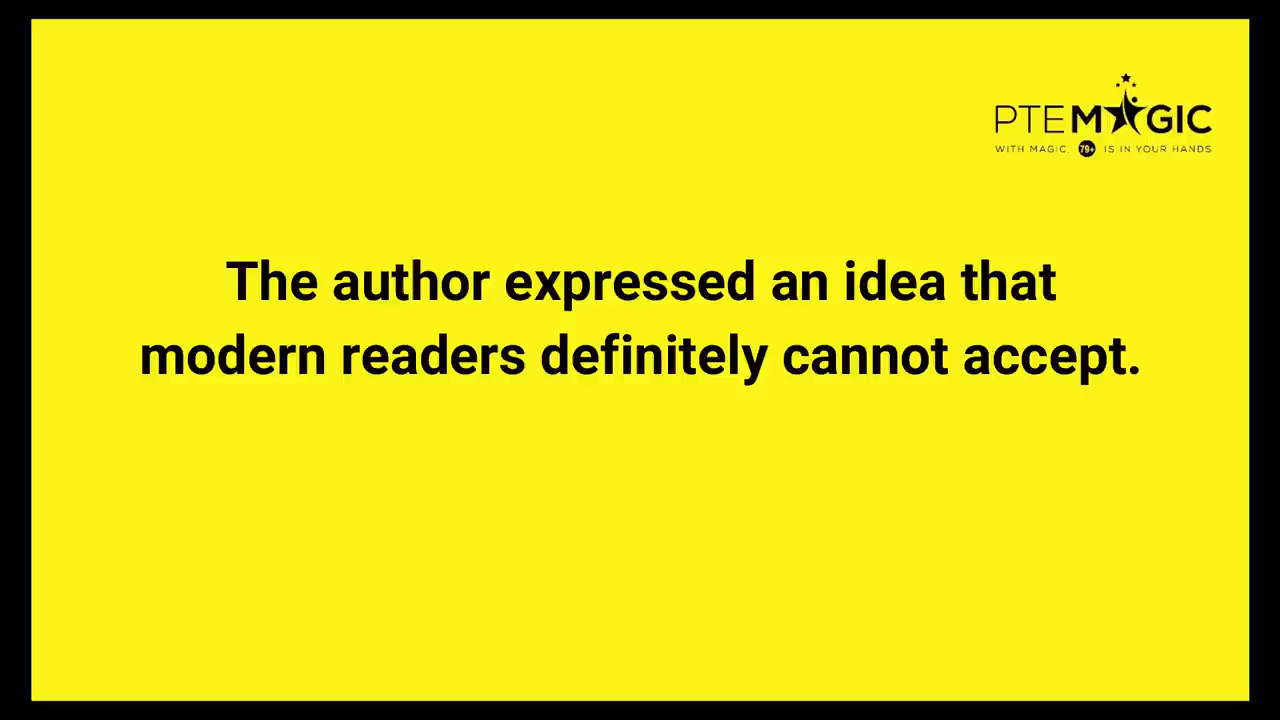 PTEMAGIC
WITH MAGIC, 79+ IS IN YOUR HANDS
The author expressed an idea that
modern readers definitely cannot accept.